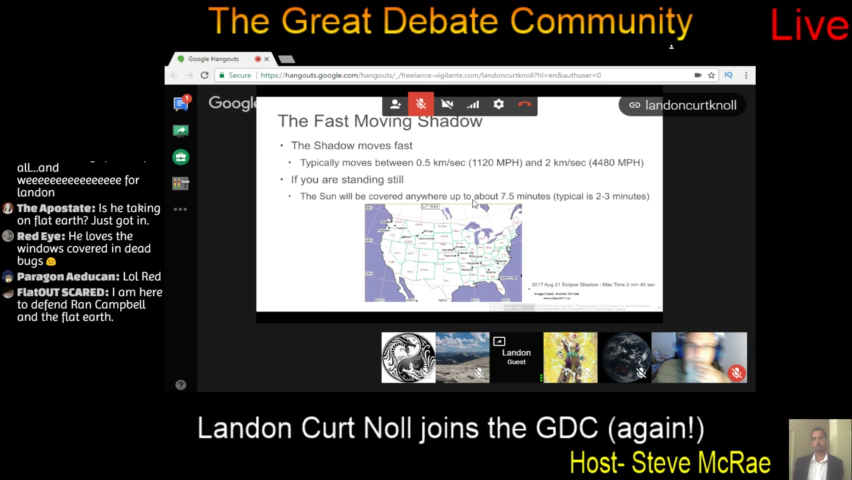 The Great Debate Community
Live
Google Hangouts
Secure
https://hangouts.google.com/hangouts/_/freelance-vigilante.com/landoncurtknoll?hl=en&authuser=0
Google
landoncurtknoll
The Fast Moving Shadow
• The Shadow moves fast
• Typically moves between 0.5 km/sec (1120 MPH) and 2 km/sec (4480 MPH)
• If you are standing still
• The Sun will be covered anywhere up to about 7.5 minutes (typical is 2-3 minutes)
2017 Aug 21 Eclipse Shadow - Max Time 2 min 40 sec
all...and
weeeeeeeeeeeeeee for
landon
The Apostate: Is he taking
on flat earth? Just got in.
Red Eye: He loves the
windows covered in dead
bugs
Paragon Aeducan: Lol Red
FlatOUT SCARED: I am here
to defend Ran Campbell
and the flat earth.
Landon
Guest
Landon Curt Noll joins the GDC (again!)
Host- Steve McRae